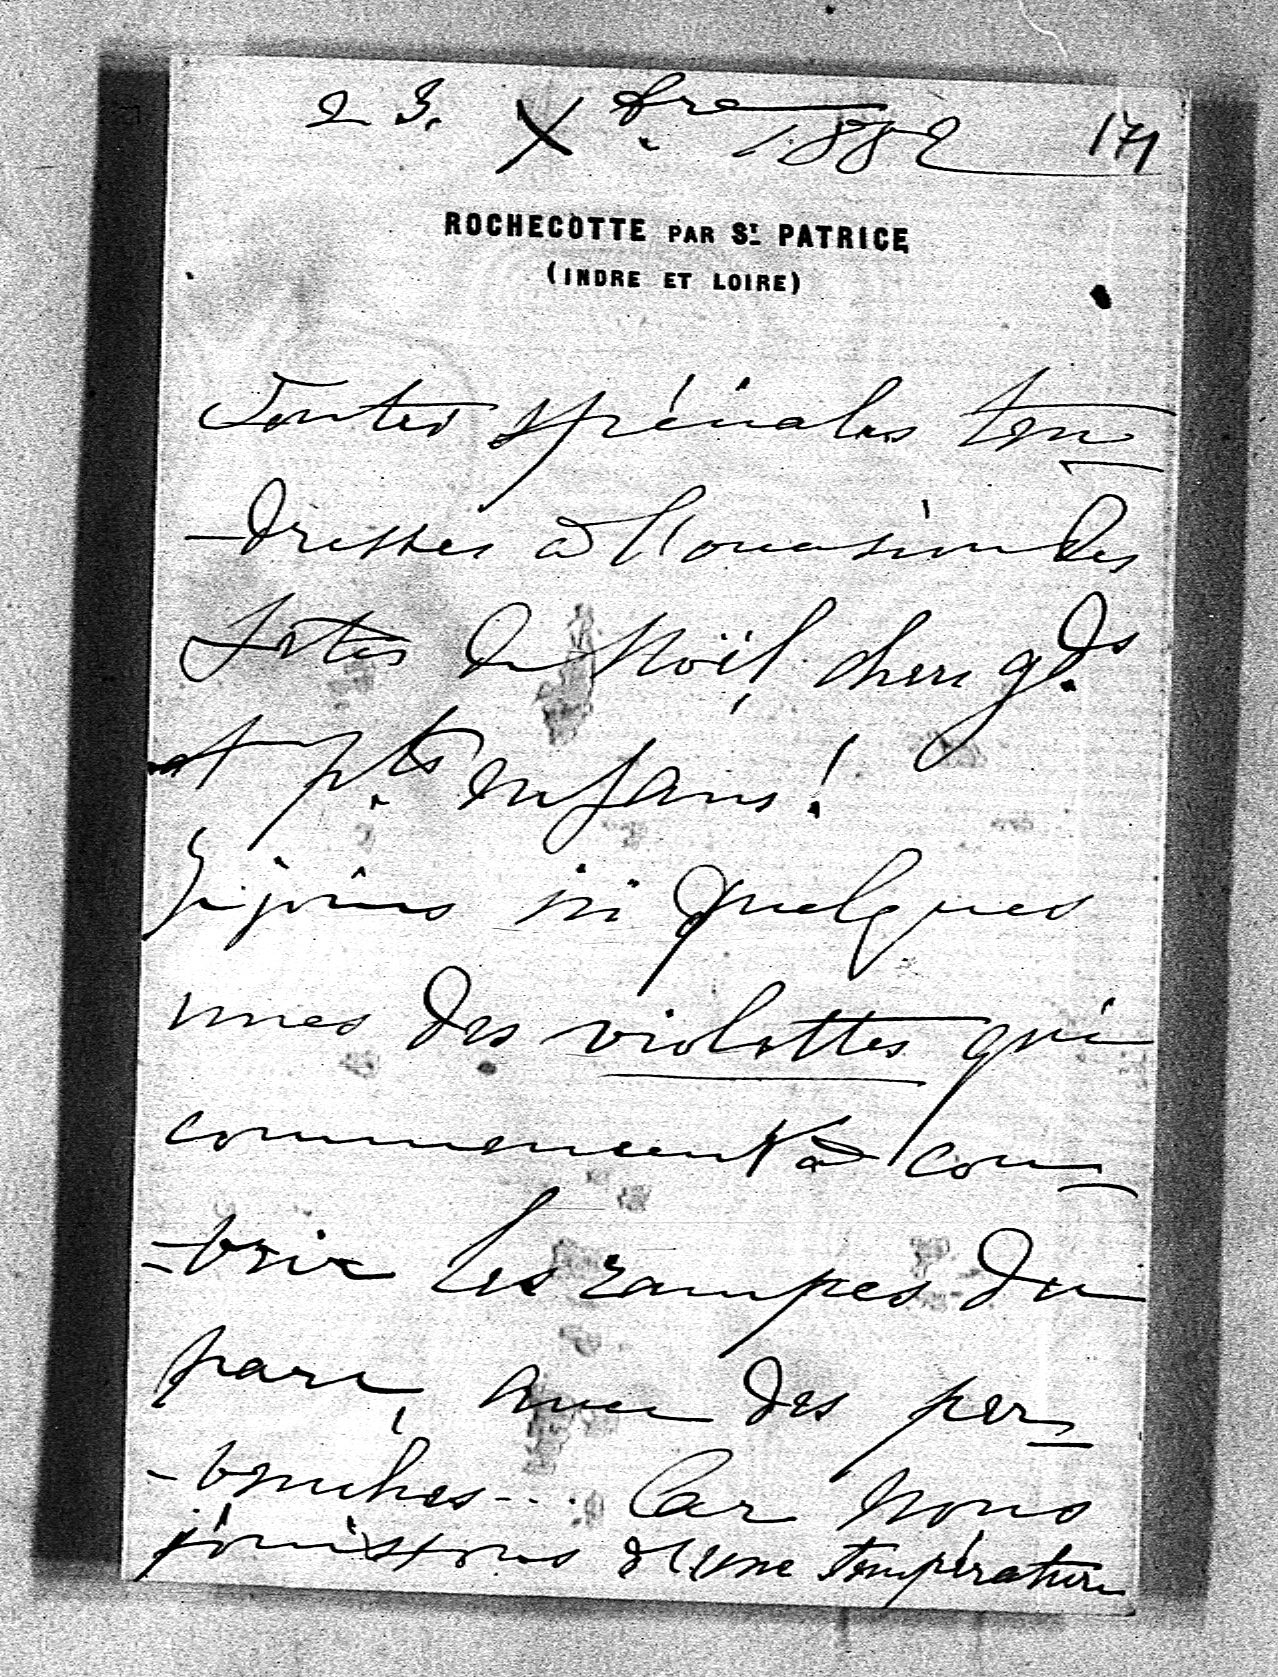 23. Xbre 1882 171
ROCHECOTTE PAR ST PATRICE
(INDRE ET LOIRE)
Toutes spéciales ten
-dresses à l'occasion des
fêtes de Noël, chers gds
et pts enfans!
Je joins ici quelques
unes des violettes qui
commencent à cou
-vrir les rampes du
parc, avec des per
-venches... Car nous
jouissons d'une température